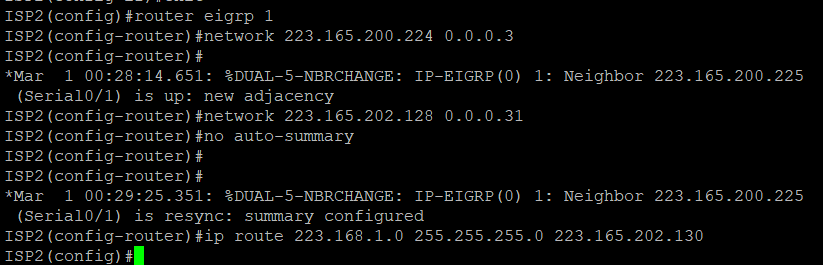 ISP2(config)#router eigrp 1
ISP2(config-router)#network 223.165.200.224 0.0.0.3
ISP2(config-router)#
*Mar  1 00:28:14.651: %DUAL-5-NBRCHANGE: IP-EIGRP(0) 1: Neighbor 223.165.200.225
 (Serial0/1) is up: new adjacency
ISP2(config-router)#network 223.165.202.128 0.0.0.31
ISP2(config-router)#no auto-summary
ISP2(config-router)#
ISP2(config-router)#
*Mar  1 00:29:25.351: %DUAL-5-NBRCHANGE: IP-EIGRP(0) 1: Neighbor 223.165.200.225
 (Serial0/1) is resync: summary configured
ISP2(config-router)#ip route 223.168.1.0 255.255.255.0 223.165.202.130
ISP2(config)#